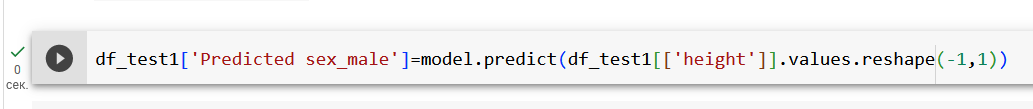 df_test1['Predicted sex_male']=model.predict(df_test1[['height']].values.reshape(-1,1))
0
сек.